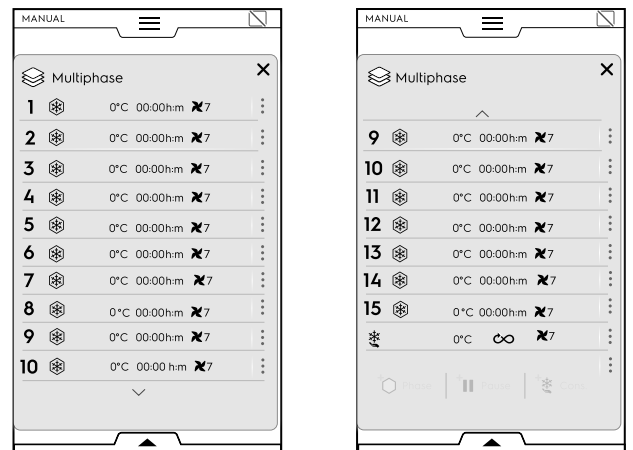 MANUAL
Multiphase
1 0°C 00:00h:m 7
2 0°C 00:00h:m 7
3 0°C 00:00h:m 7
4 0°C 00:00h:m 7
5 0°C 00:00h:m 7
6 0°C 00:00h:m 7
7 0°C 00:00h:m 7
8 0°C 00:00h:m 7
9 0°C 00:00h:m 7
10 0°C 00:00 h:m 7
MANUAL
Multiphase
9 0°C 00:00h:m 7
10 0°C 00:00h:m 7
11 0°C 00:00h:m 7
12 0°C 00:00h:m 7
13 0°C 00:00h:m 7
14 0°C 00:00h:m 7
15 0°C 00:00h:m 7
0°C 7
Phase Pause Cons